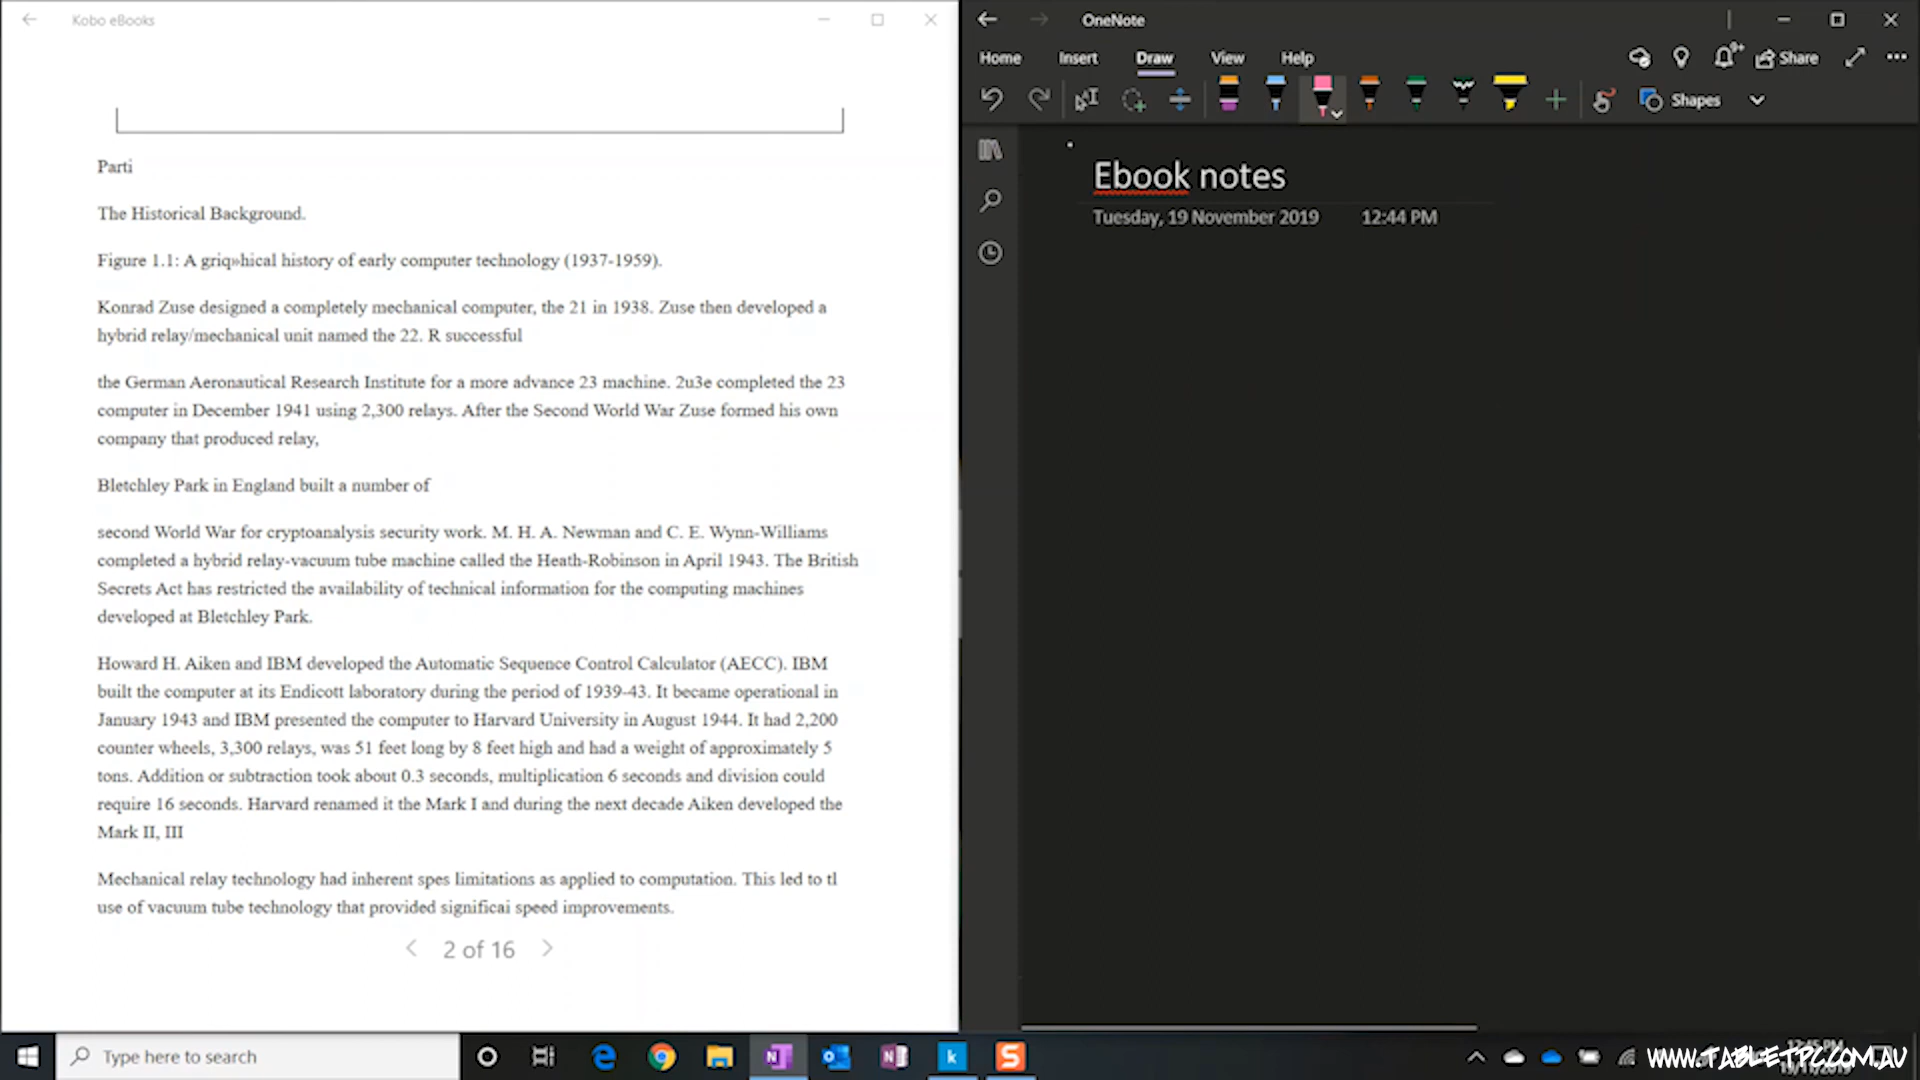 Kobo eBooks
Parti
The Historical Background.
Figure 1.1: A griq»hical history of early computer technology (1937-1959).
Konrad Zuse designed a completely mechanical computer, the 21 in 1938. Zuse then developed a
hybrid relay/mechanical unit named the 22. R successful
the German Aeronautical Research Institute for a more advance 23 machine. 2u3e completed the 23
computer in December 1941 using 2,300 relays. After the Second World War Zuse formed his own
company that produced relay,
Bletchley Park in England built a number of
second World War for cryptoanalysis security work. M. H. A. Newman and C. E. Wynn-Williams
completed a hybrid relay-vacuum tube machine called the Heath-Robinson in April 1943. The British
Secrets Act has restricted the availability of technical information for the computing machines
developed at Bletchley Park.
Howard H. Aiken and IBM developed the Automatic Sequence Control Calculator (AECC). IBM
built the computer at its Endicott laboratory during the period of 1939-43. It became operational in
January 1943 and IBM presented the computer to Harvard University in August 1944. It had 2,200
counter wheels, 3,300 relays, was 51 feet long by 8 feet high and had a weight of approximately 5
tons. Addition or subtraction took about 0.3 seconds, multiplication 6 seconds and division could
require 16 seconds. Harvard renamed it the Mark I and during the next decade Aiken developed the
Mark II, III
Mechanical relay technology had inherent spes limitations as applied to computation. This led to tl
use of vacuum tube technology that provided significai speed improvements.
2 of 16
OneNote
Home Insert Draw View Help
9+ Share
Shapes
Ebook notes
Tuesday, 19 November 2019 12:44 PM
Type here to search
WWW.TABLETPC.COM.AU